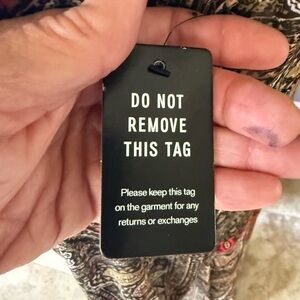 DO NOT
REMOVE
THIS TAG
Please keep this tag
on the garment for any
returns or exchanges